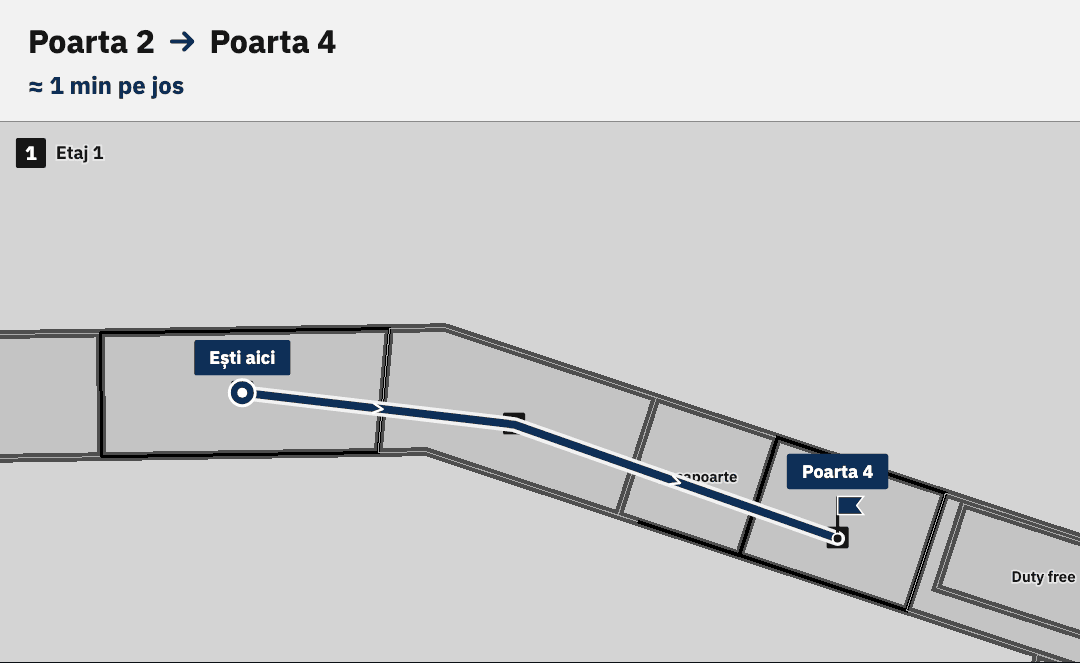 Poarta 2 → Poarta 4
≈ 1 min pe jos
1 Etaj 1
Ești aici
Poarta 4
Duty free